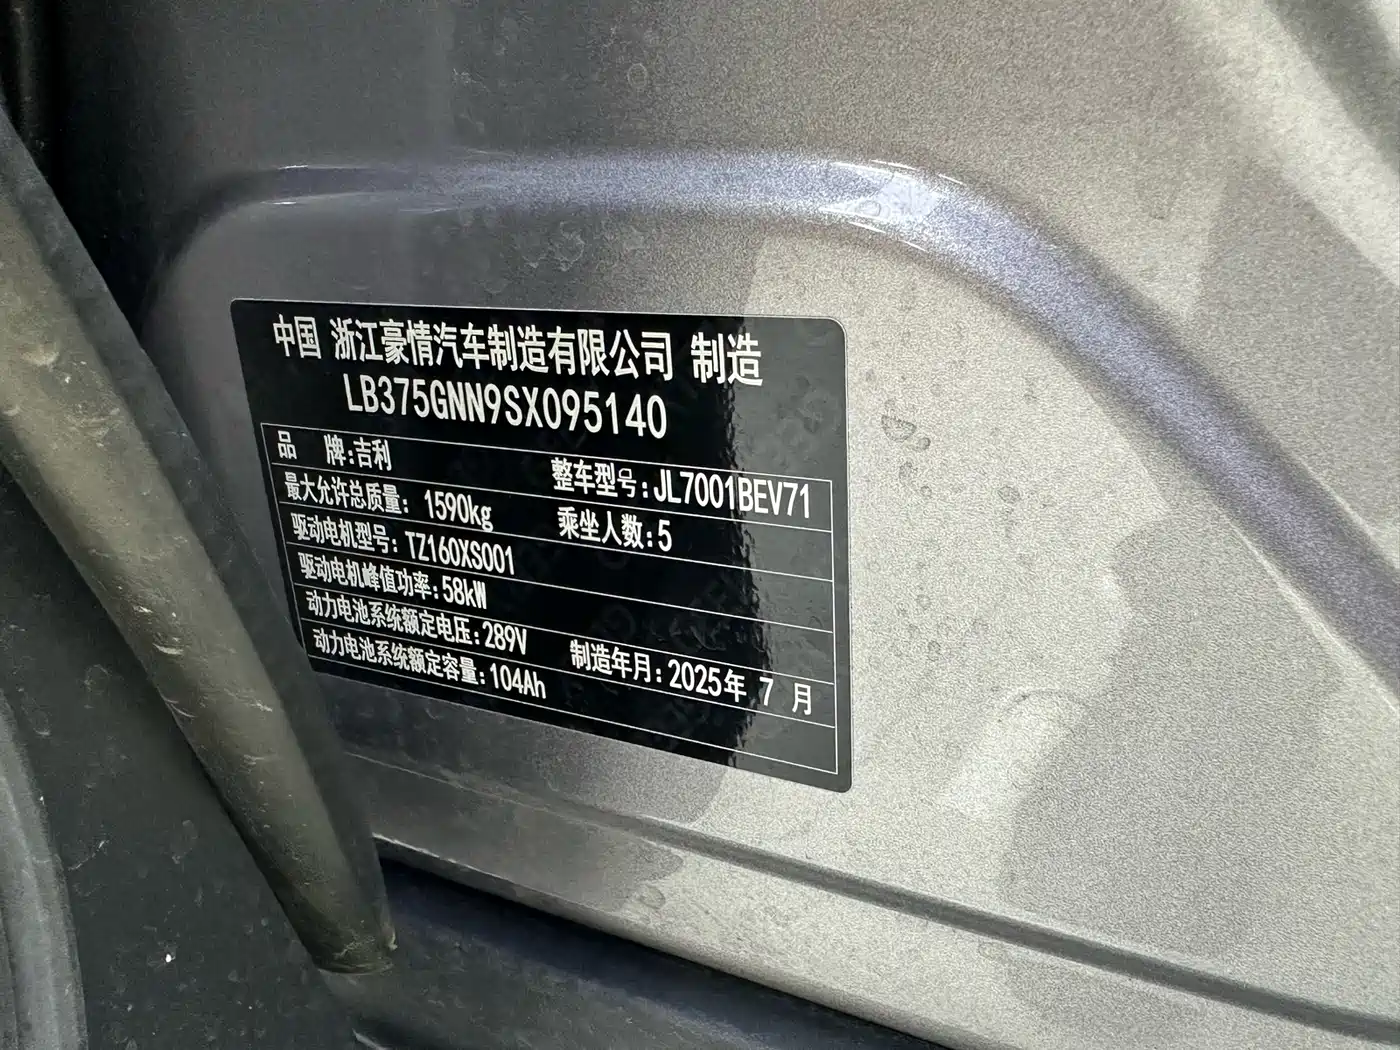 中国 浙江豪情汽车制造有限公司 制造
LB375GNN9SX095140
品 牌:吉利 整车型号:JL7001BEV71
最大允许总质量: 1590kg 乘坐人数:5
驱动电机型号: TZ160XS001
驱动电机峰值功率:58kW
动力电池系统额定电压:289V 制造年月: 2025年 7 月
动力电池系统额定容量:104Ah